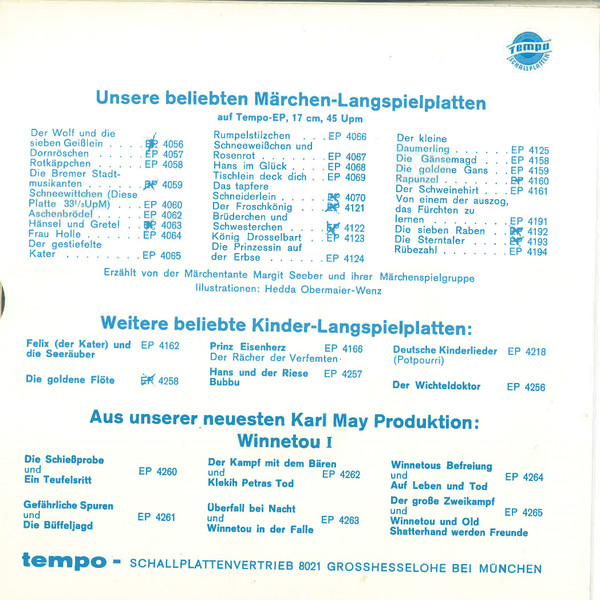 Tempo
SCHALLPLATTEN
Unsere beliebten Märchen-Langspielplatten
auf Tempo-EP, 17 cm, 45 Upm
Der Wolf und die
sieben Geißlein . . . . EP 4056
Dornröschen . . . . . EP 4057
Rotkäppchen . . . . . EP 4058
Die Bremer Stadt-
musikanten . . . . . . EP 4059
Schneewittchen (Diese
Platte 33¹/₃UpM) . . . EP 4060
Aschenbrödel . . . . . EP 4062
Hänsel und Gretel . . EP 4063
Frau Holle . . . . . . EP 4064
Der gestiefelte
Kater . . . . . . . . . EP 4065
Rumpelstilzchen . . . EP 4066
Schneeweißchen und
Rosenrot . . . . . . . EP 4067
Hans im Glück . . . . EP 4068
Tischlein deck dich . . EP 4069
Das tapfere
Schneiderlein . . . . . EP 4070
Der Froschkönig . . . EP 4121
Brüderchen und
Schwesterchen . . . . EP 4122
König Drosselbart . . EP 4123
Die Prinzessin auf
der Erbse . . . . . . . EP 4124
Der kleine
Daumerling . . . . . . EP 4125
Die Gänsemagd . . . EP 4158
Die goldene Gans . . EP 4159
Rapunzel . . . . . . . EP 4160
Der Schweinehirt . . . EP 4161
Von einem der auszog,
das Fürchten zu
lernen . . . . . . . . EP 4191
Die sieben Raben . . EP 4192
Die Sterntaler . . . . EP 4193
Rübezahl . . . . . . . EP 4194
Erzählt von der Märchentante Margit Seeber und ihrer Märchenspielgruppe
Illustrationen: Hedda Obermaier-Wenz
Weitere beliebte Kinder-Langspielplatten:
Felix (der Kater) und EP 4162
die Seeräuber
Die goldene Flöte EP 4258
Prinz Eisenherz EP 4166
Der Rächer der Verfemten
Hans und der Riese EP 4257
Bubbu
Deutsche Kinderlieder EP 4218
(Potpourri)
Der Wichteldoktor EP 4256
Aus unserer neuesten Karl May Produktion:
Winnetou I
Die Schießprobe
und EP 4260
Ein Teufelsritt
Gefährliche Spuren
und EP 4261
Die Büffeljagd
Der Kampf mit dem Bären
und EP 4262
Klekih Petras Tod
Überfall bei Nacht
und EP 4263
Winnetou in der Falle
Winnetous Befreiung
und EP 4264
Auf Leben und Tod
Der große Zweikampf
und EP 4265
Winnetou und Old
Shatterhand werden Freunde
tempo - SCHALLPLATTENVERTRIEB 8021 GROSSHESSELOHE BEI MÜNCHEN